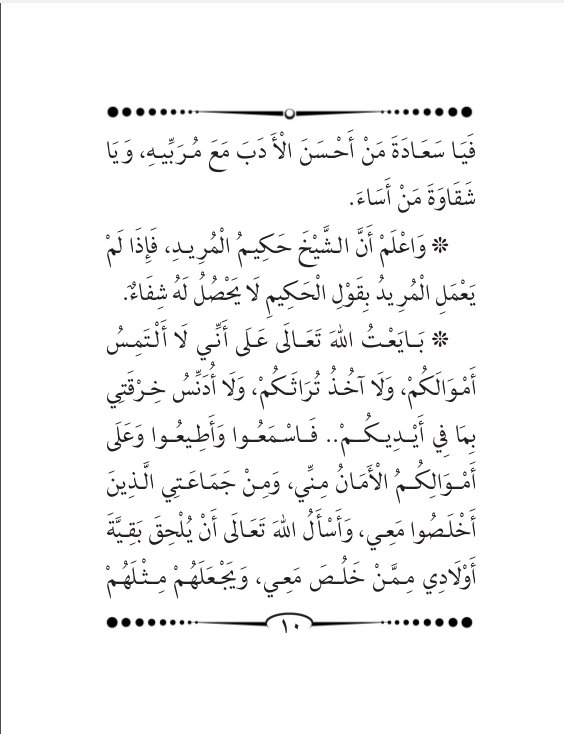 فَيَا سَعَادَةَ مَنْ أَحْسَنَ الْأَدَبَ مَعَ مُرَبِّيهِ، وَيَا
شَقَاوَةَ مَنْ أَسَاءَ.
❊ وَاعْلَمْ أَنَّ الشَّيْخَ حَكِيمُ الْمُرِيدِ، فَإِذَا لَمْ
يَعْمَلِ الْمُرِيدُ بِقَوْلِ الْحَكِيمِ لَا يَحْصُلُ لَهُ شِفَاءٌ.
❊ بَايَعْتُ اللهَ تَعَالَى عَلَى أَنِّي لَا أَلْتَمِسُ
أَمْوَالَكُمْ، وَلَا آخُذُ تُرَاثَكُمْ، وَلَا أُدَنِّسُ خِرْقَتِي
بِمَا فِي أَيْدِيكُمْ.. فَاسْمَعُوا وَأَطِيعُوا وَعَلَى
أَمْوَالِكُمُ الْأَمَانُ مِنِّي، وَمِنْ جَمَاعَتِي الَّذِينَ
أَخْلَصُوا مَعِي، وَأَسْأَلُ اللهَ تَعَالَى أَنْ يُلْحِقَ بَقِيَّةَ
أَوْلَادِي مِمَّنْ خَلُصَ مَعِي، وَيَجْعَلَهُمْ مِثْلَهُمْ
١٠